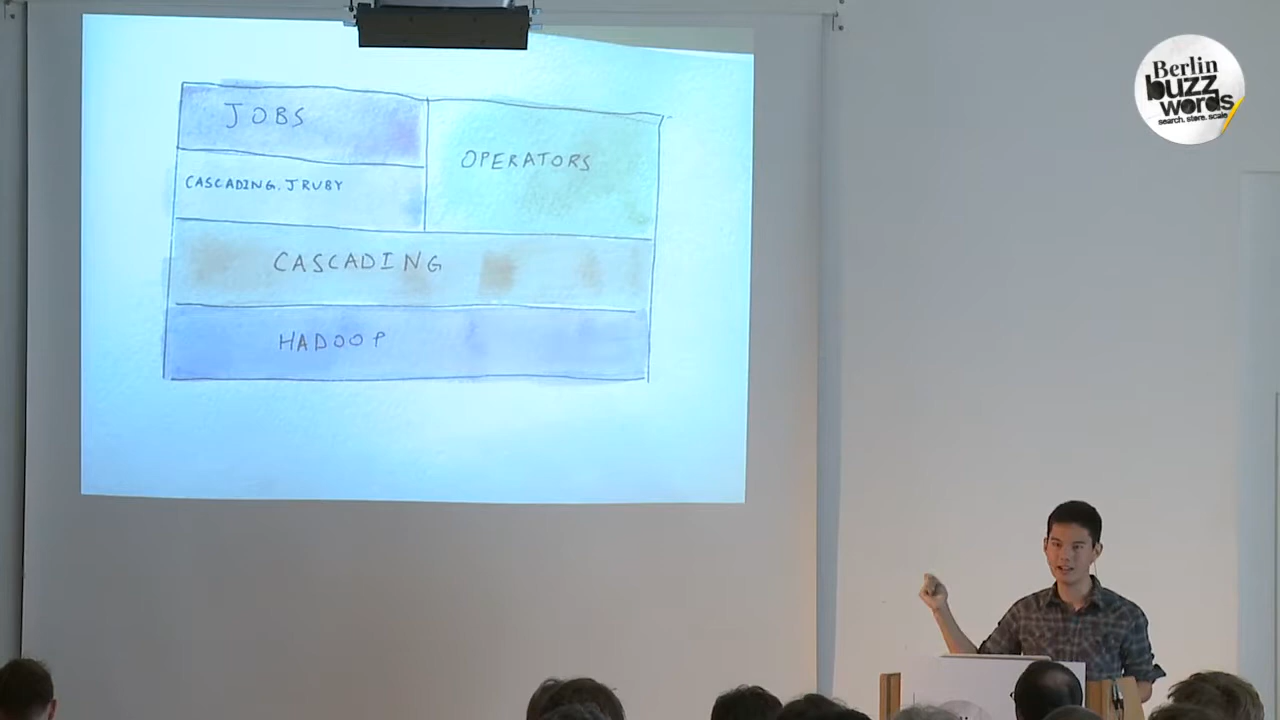 JOBS
OPERATORS
CASCADING.JRUBY
CASCADING
HADOOP
Berlin
buzz
words
search. store. scale